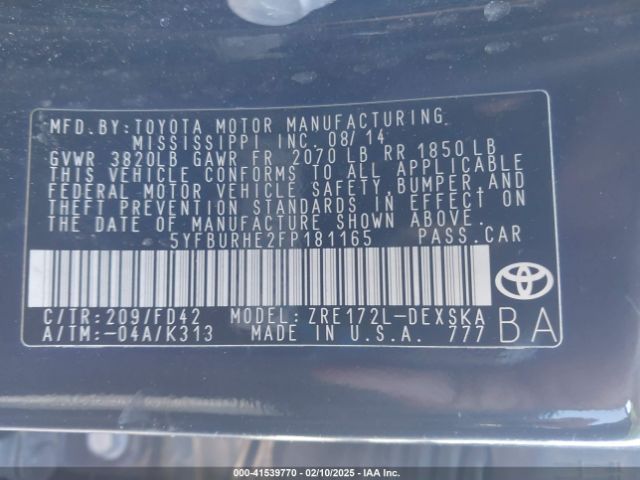 MFD.BY:TOYOTA MOTOR MANUFACTURING,
MISSISSIPPI INC. 08/14
GVWR 3820LB GAWR FR 2070 LB RR 1850 LB
THIS VEHICLE CONFORMS TO ALL APPLICABLE
FEDERAL MOTOR VEHICLE SAFETY,BUMPER,AND
THEFT PREVENTION STANDARDS IN EFFECT ON
THE DATE OF MANUFACTURE SHOWN ABOVE.
5YFBURHE2FP181165 PASS.CAR
C/TR:209/FD42 MODEL:ZRE172L-DEXSKA
A/TM:-04A/K313 MADE IN U.S.A. 777 BA
000-41539770 – 02/10/2025 – IAA Inc.